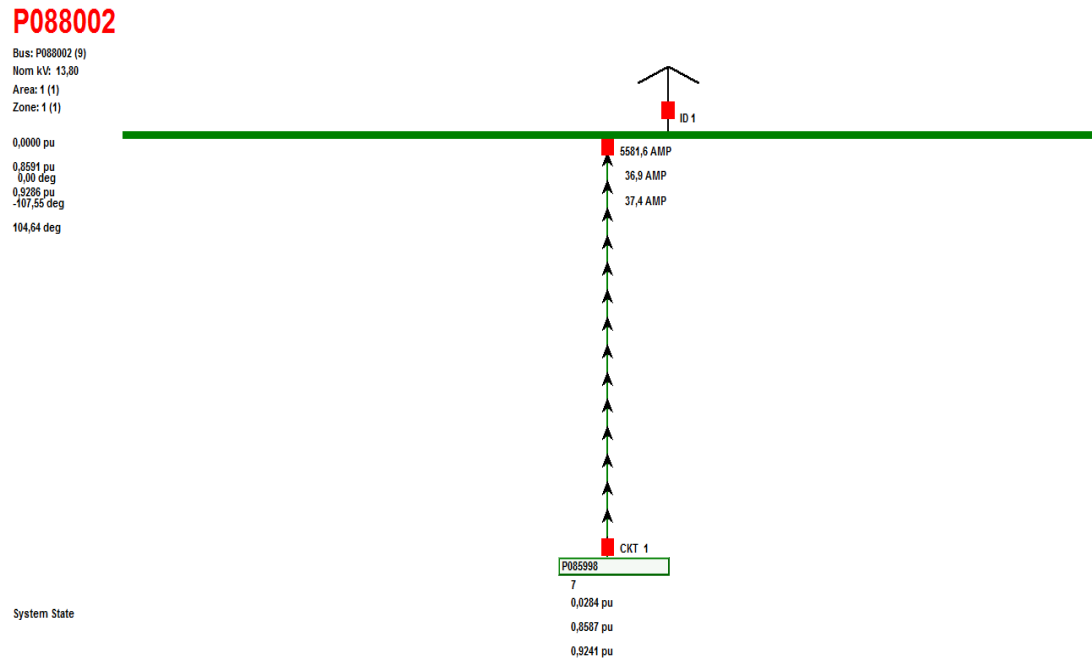 P088002
Bus: P088002 (9)
Nom kV: 13,80
Area: 1 (1)
Zone: 1 (1)
ID 1
0,0000 pu
5581,6 AMP
0,8591 pu
36,9 AMP
0,00 deg
0,9286 pu
37,4 AMP
-107,55 deg
104,64 deg
CKT 1
P085998
7
0,0284 pu
System State
0,8587 pu
0,9241 pu